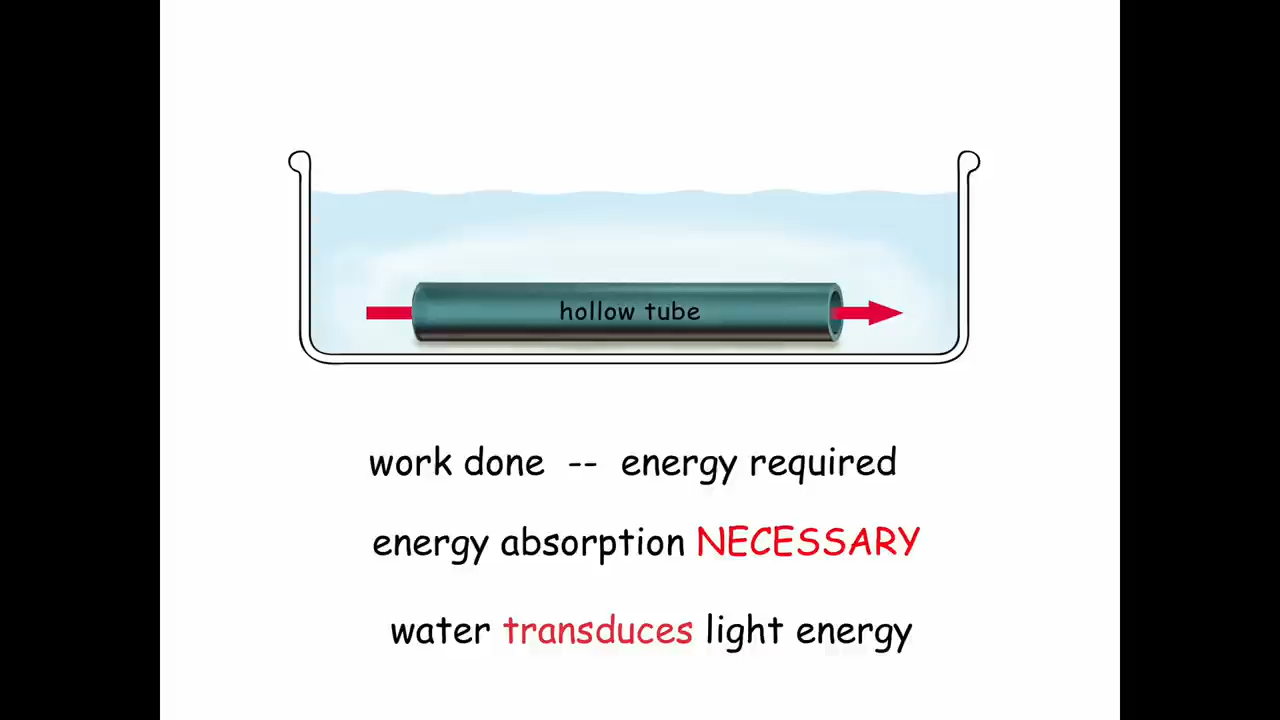 hollow tube
work done -- energy required
energy absorption NECESSARY
water transduces light energy